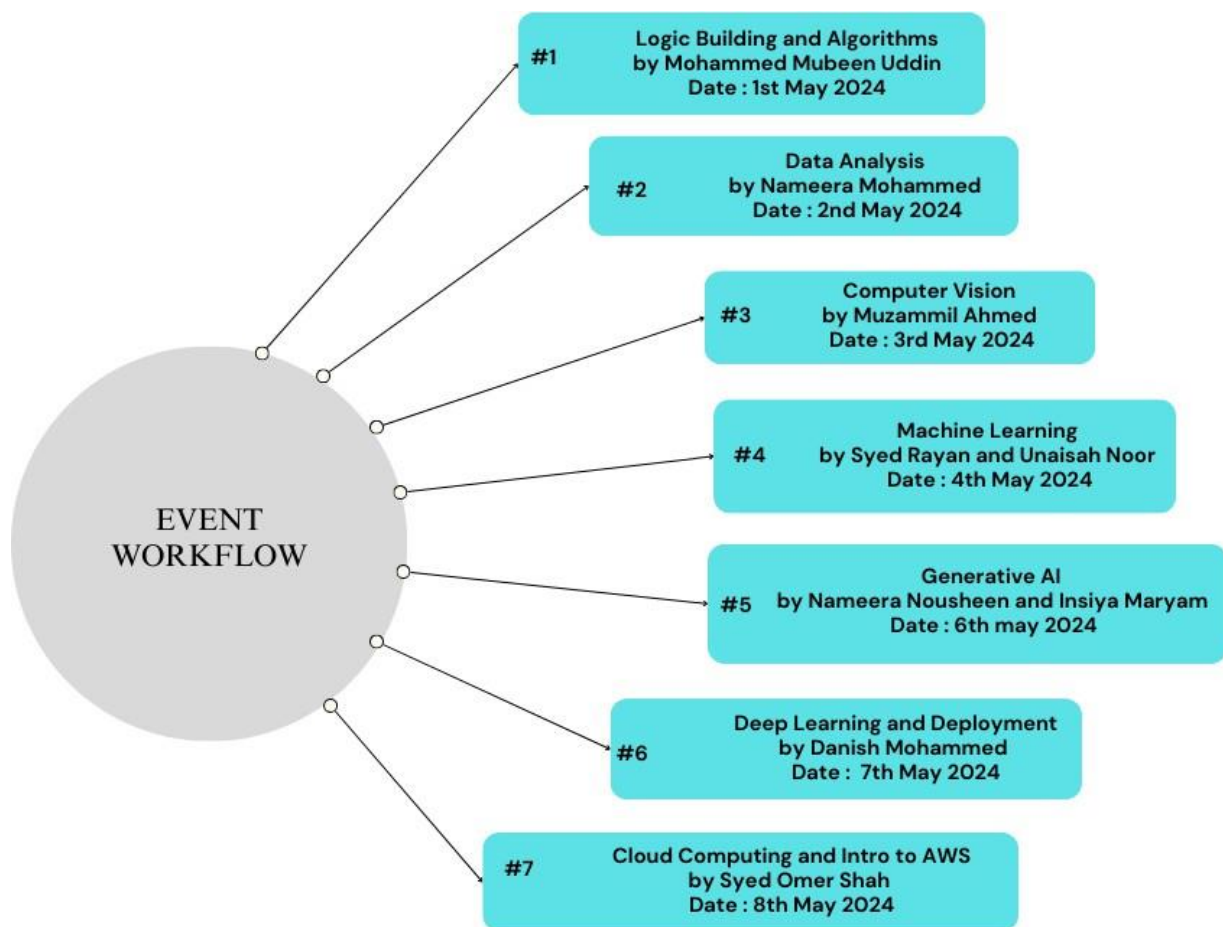 #1
Logic Building and Algorithms
by Mohammed Mubeen Uddin
Date : 1st May 2024
#2
Data Analysis
by Nameera Mohammed
Date : 2nd May 2024
#3
Computer Vision
by Muzammil Ahmed
Date : 3rd May 2024
#4
Machine Learning
by Syed Rayan and Unaisah Noor
Date : 4th May 2024
EVENT
WORKFLOW
#5
Generative AI
by Nameera Nousheen and Insiya Maryam
Date : 6th may 2024
#6
Deep Learning and Deployment
by Danish Mohammed
Date : 7th May 2024
#7
Cloud Computing and Intro to AWS
by Syed Omer Shah
Date : 8th May 2024